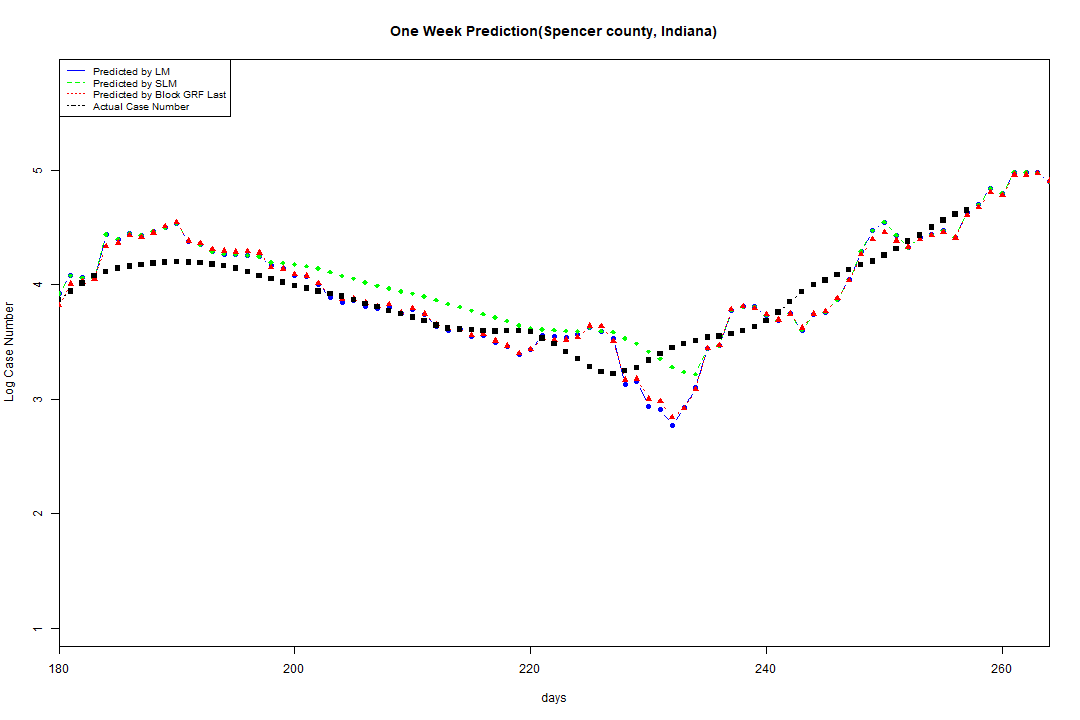 One Week Prediction(Spencer county, Indiana)
Predicted by LM
Predicted by SLM
Predicted by Block GRF Last
Actual Case Number
5
4
3
2
1
Log Case Number
180 200 220 240 260
days